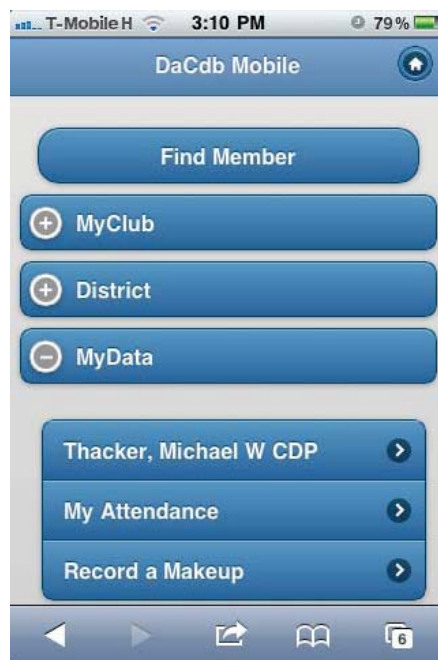 T-Mobile H 3:10 PM 79%
DaCdb Mobile
Find Member
MyClub
District
MyData
Thacker, Michael W CDP
My Attendance
Record a Makeup
6